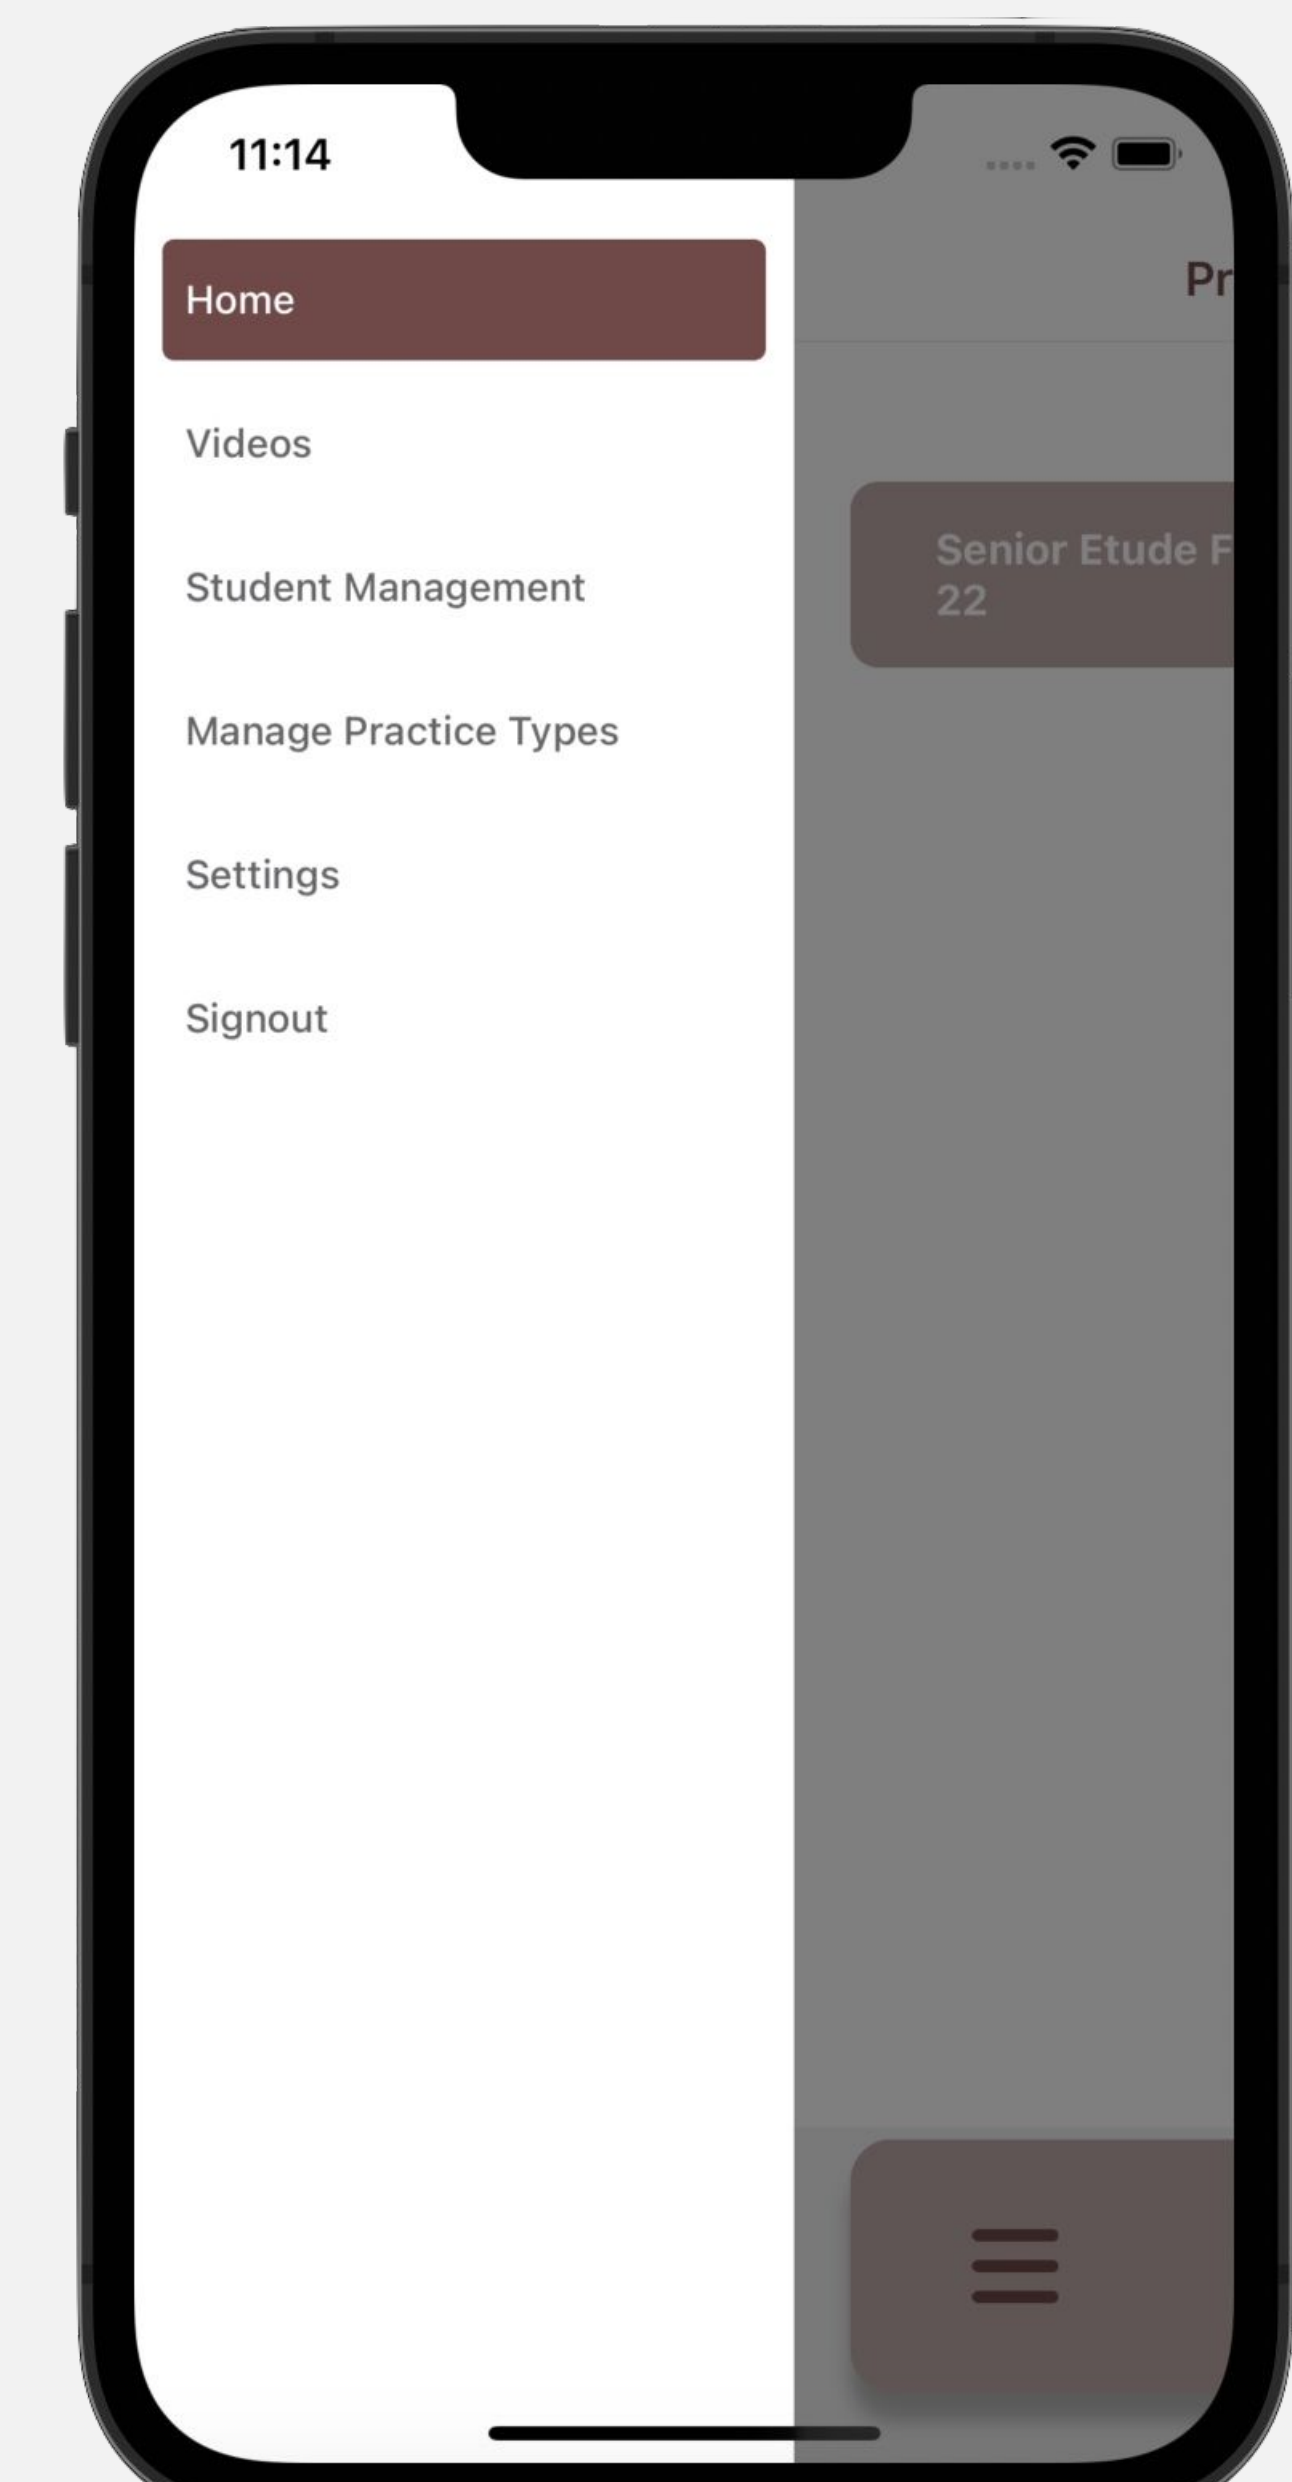 11:14
Home
Pr
Videos
Senior Etude F
22
Student Management
Manage Practice Types
Settings
Signout